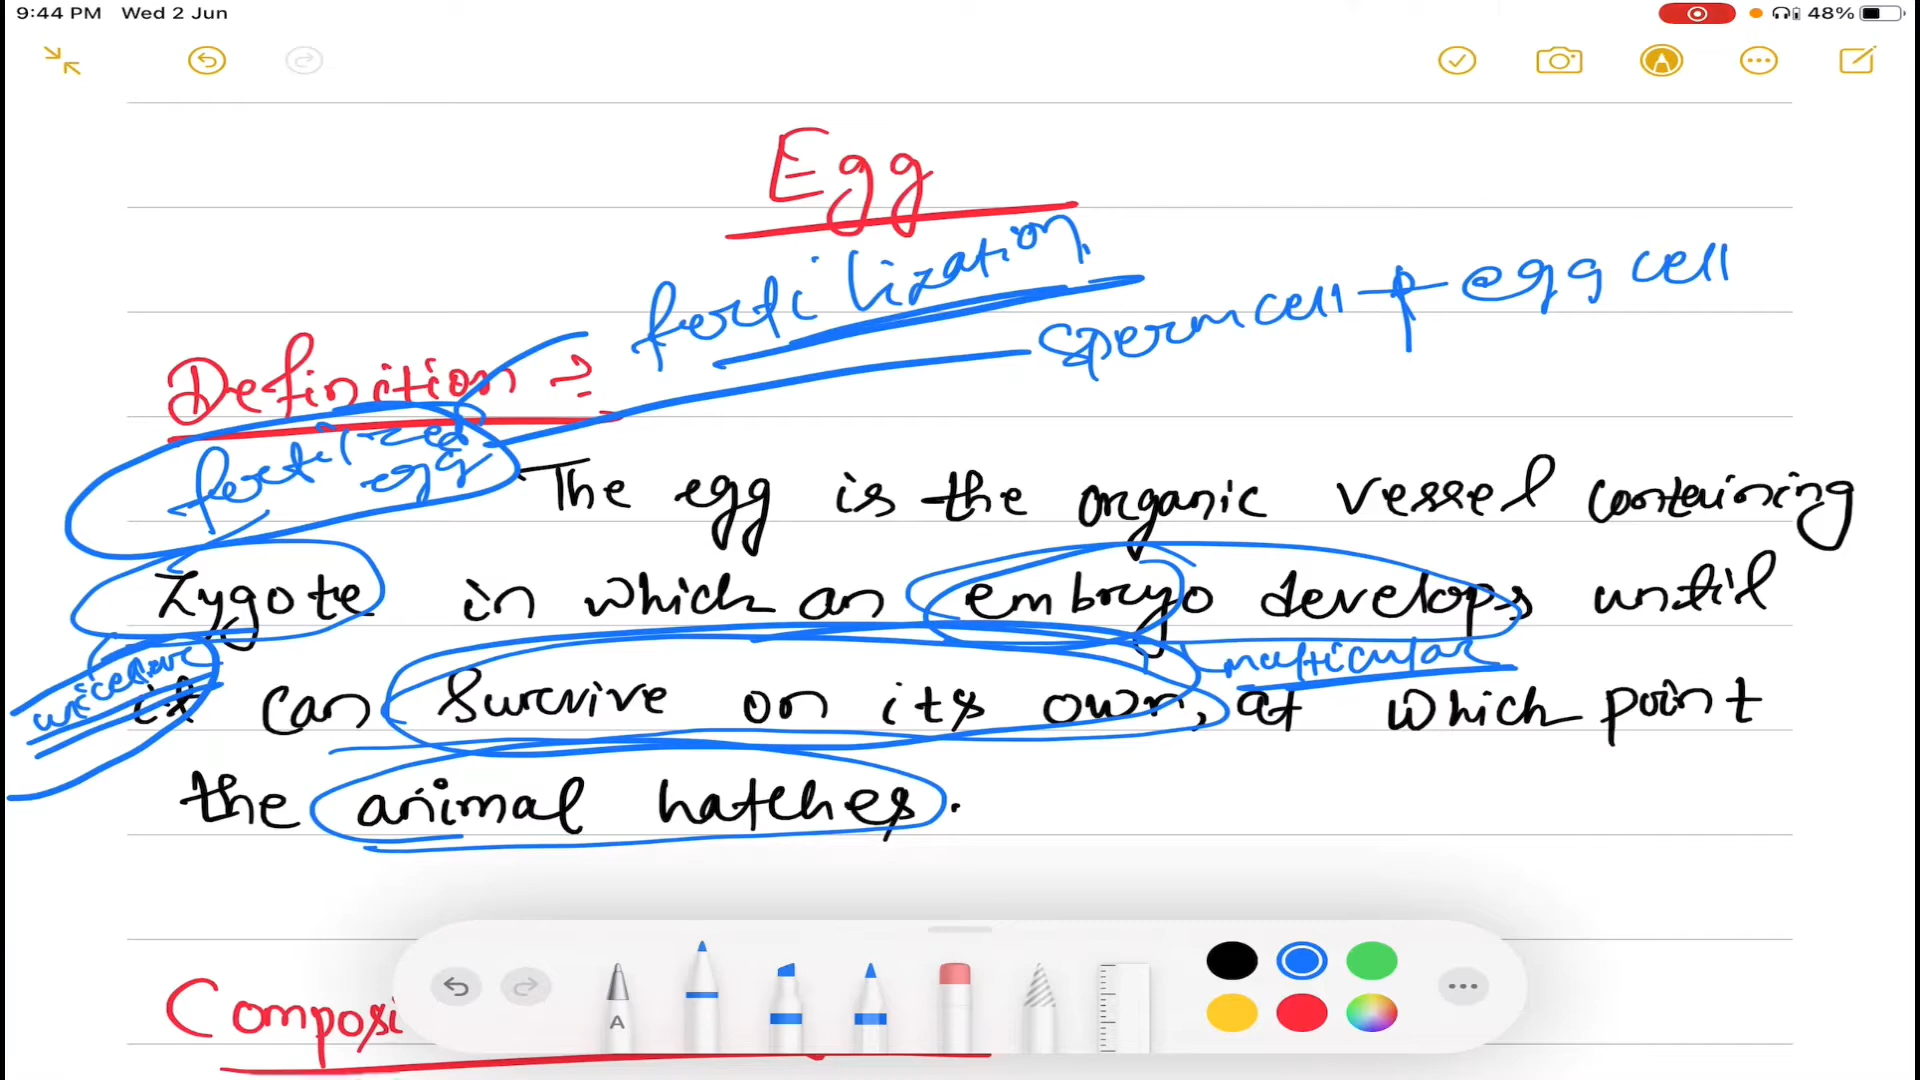 9:44 PM Wed 2 Jun
48%
Egg
fertilization
sperm cell + egg cell
Definition :
fertilized
egg
The egg is the organic vessel containing
Zygote in which an embryo develops until
multicular
it can survive on its own, at which point
the animal hatches.
A
Composi